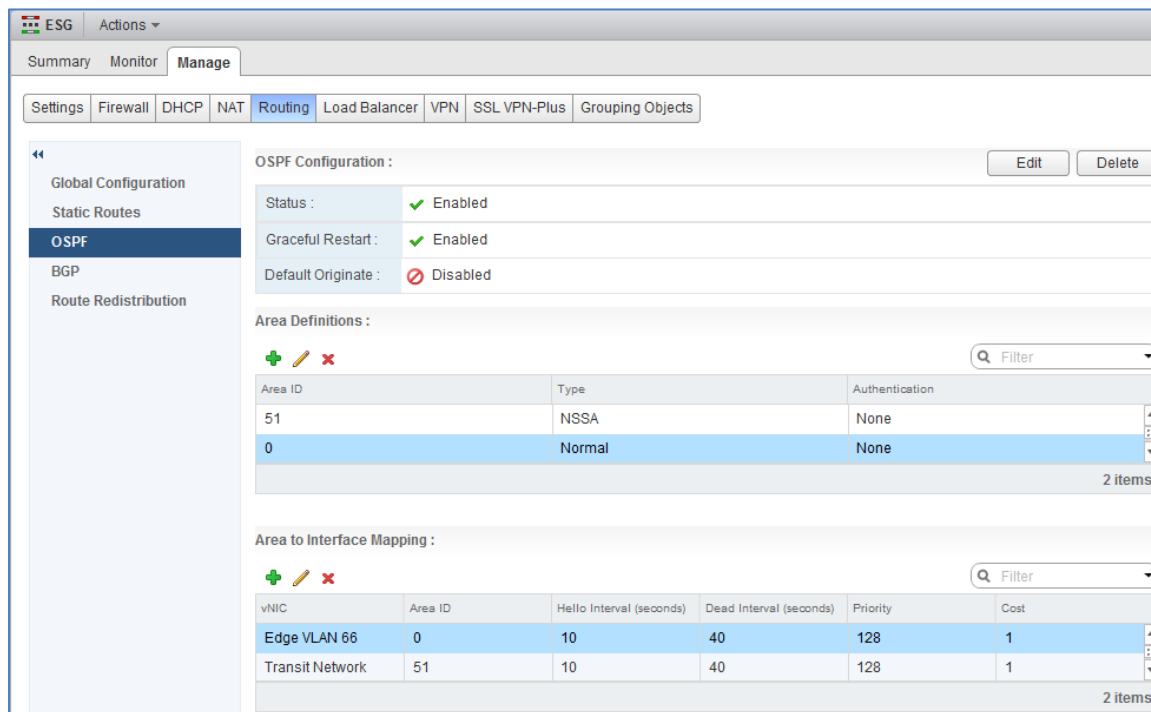 ESG Actions
Summary Monitor Manage
Settings Firewall DHCP NAT Routing Load Balancer VPN SSL VPN-Plus Grouping Objects
Global Configuration
Static Routes
OSPF
BGP
Route Redistribution
OSPF Configuration :
Edit Delete
Status : Enabled
Graceful Restart : Enabled
Default Originate : Disabled
Area Definitions :
Filter
Area ID Type Authentication
51 NSSA None
0 Normal None
2 items
Area to Interface Mapping :
Filter
vNIC Area ID Hello Interval (seconds) Dead Interval (seconds) Priority Cost
Edge VLAN 66 0 10 40 128 1
Transit Network 51 10 40 128 1
2 items